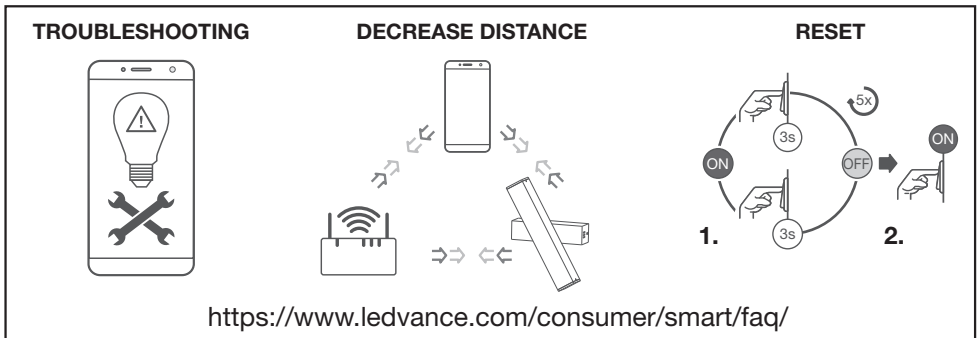 TROUBLESHOOTING
DECREASE DISTANCE
RESET
5x
3s
ON
ON
OFF
3s
1.
2.
https://www.ledvance.com/consumer/smart/faq/